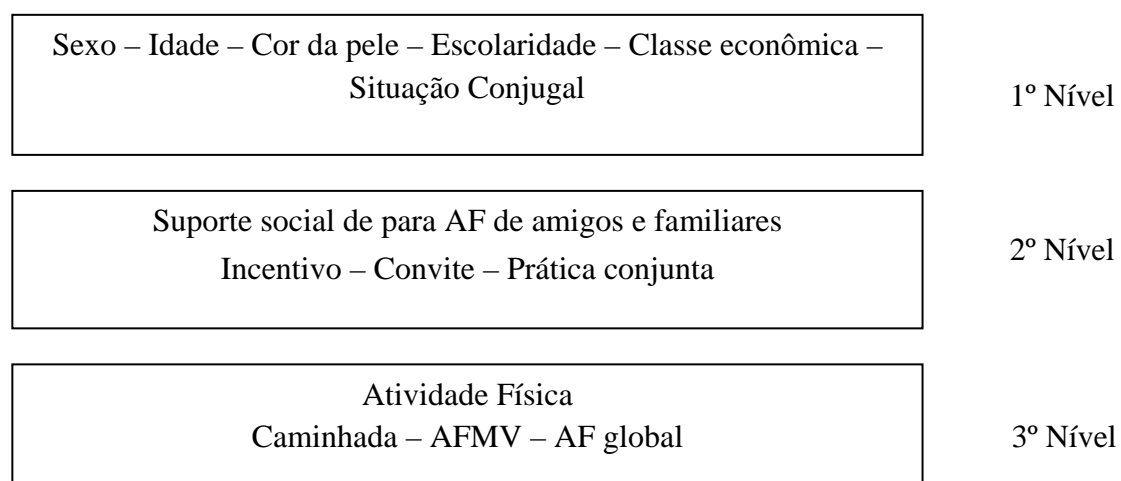 Sexo – Idade – Cor da pele – Escolaridade – Classe econômica –
Situação Conjugal
1º Nível
Suporte social de para AF de amigos e familiares
Incentivo – Convite – Prática conjunta
2º Nível
Atividade Física
Caminhada – AFMV – AF global
3º Nível